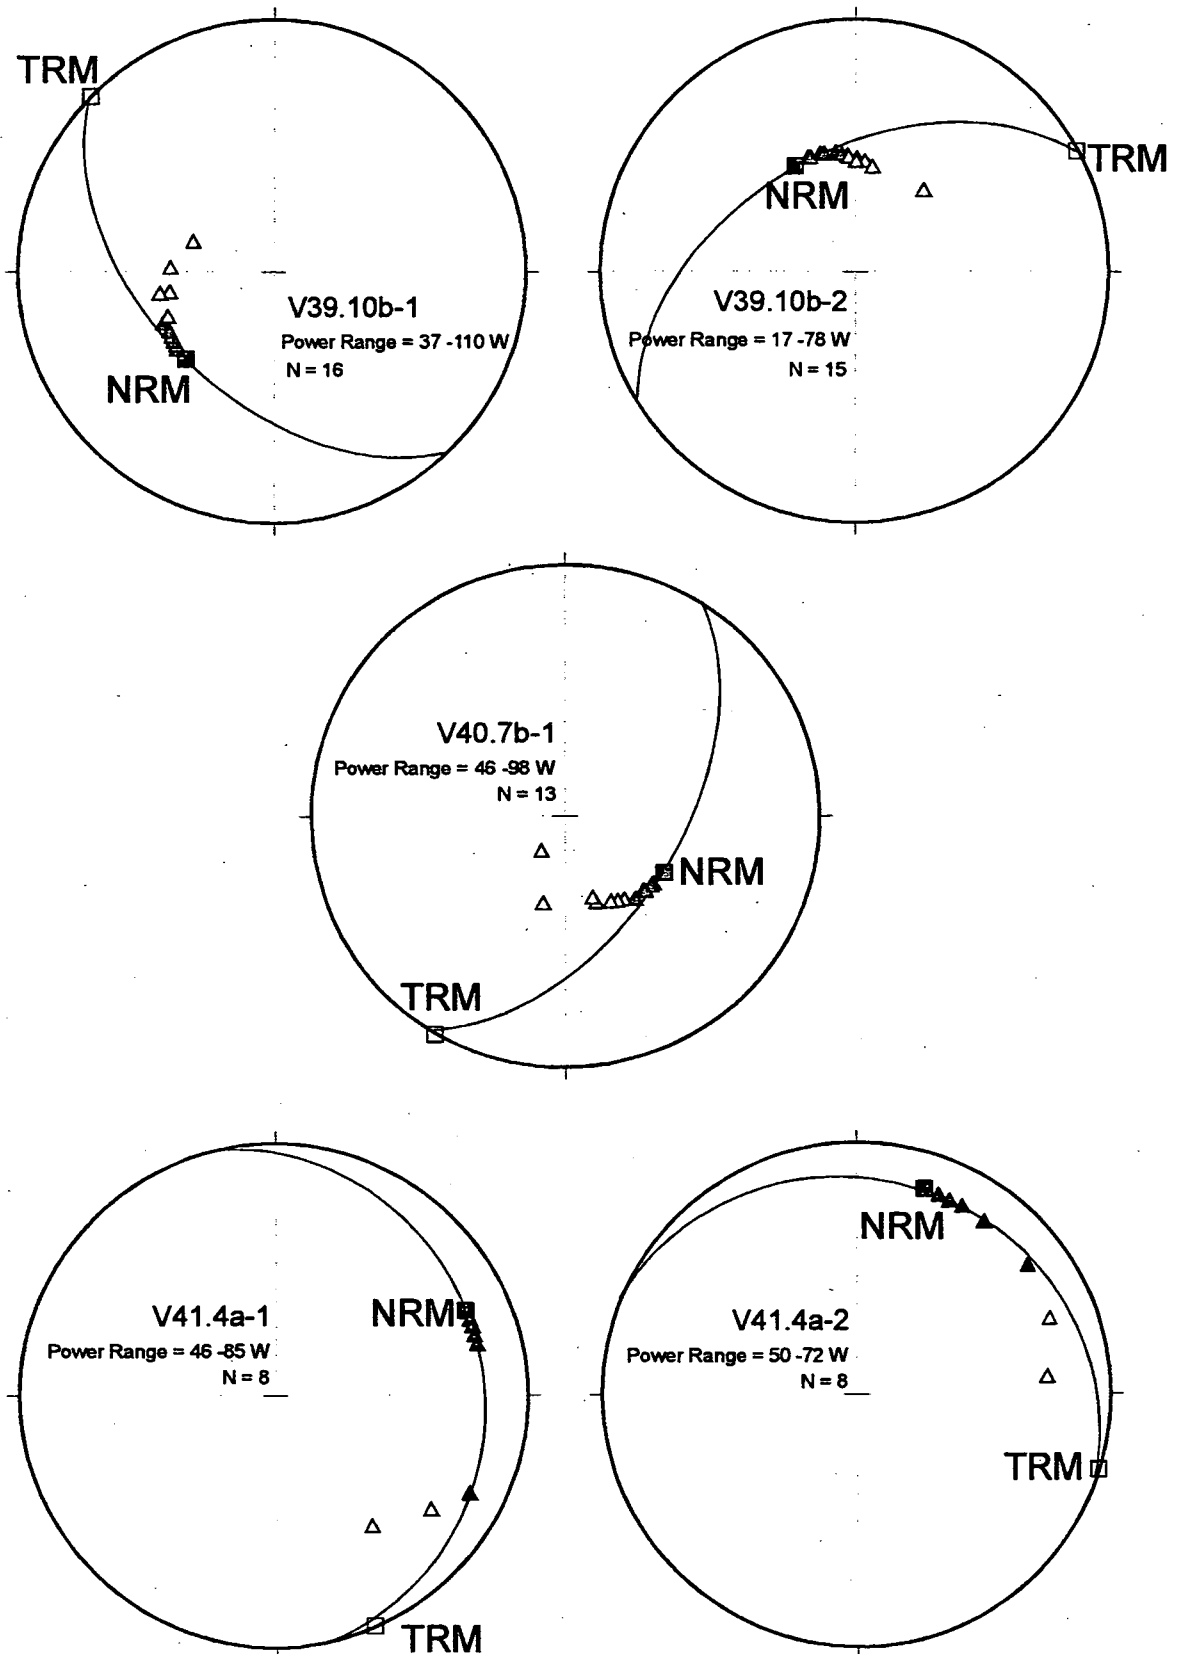 TRM
V39.10b-1
Power Range = 37 -110 W
N = 16
NRM
TRM
NRM
V39.10b-2
Power Range = 17 -78 W
N = 15
V40.7b-1
Power Range = 46 -98 W
N = 13
NRM
TRM
NRM
V41.4a-1
Power Range = 46 -85 W
N = 8
TRM
NRM
V41.4a-2
Power Range = 50 -72 W
N = 8
TRM